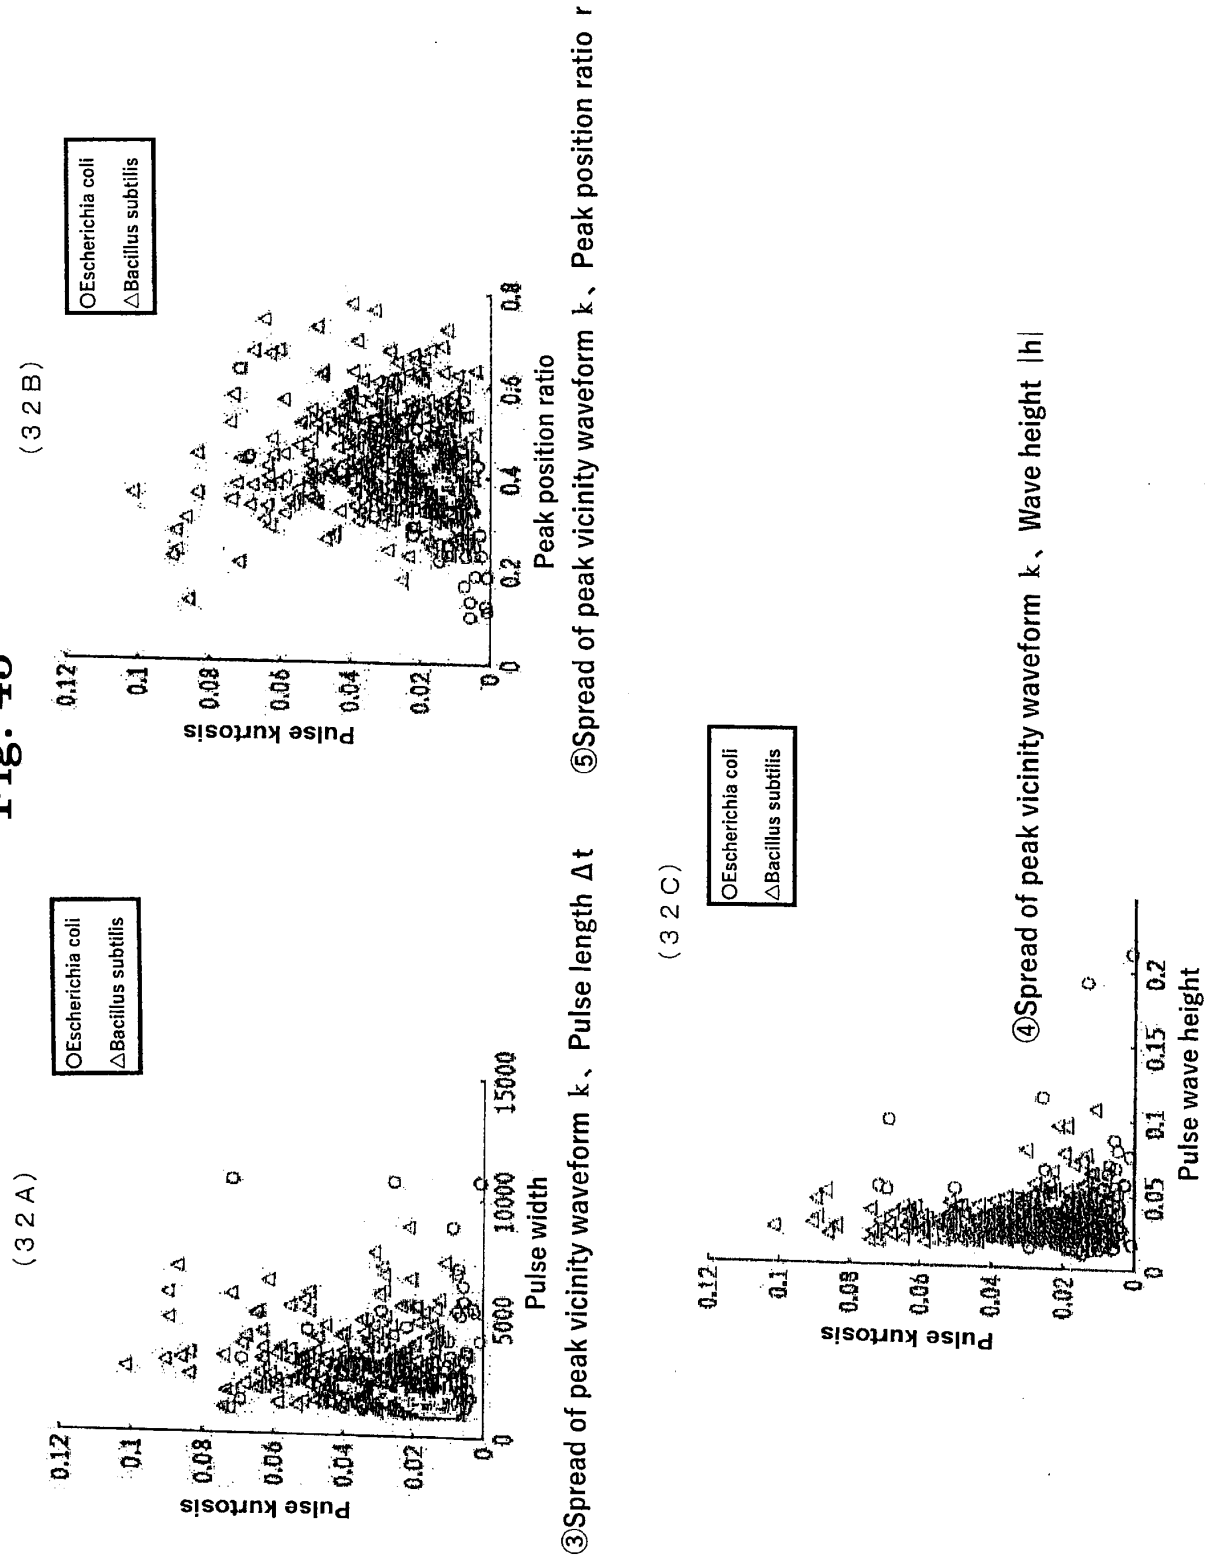 Fig.
(32A)
○Escherichia coli
△Bacillus subtilis
Pulse kurtosis
0.12
0.1
0.08
0.06
0.04
0.02
0
0
5000
10000
15000
Pulse width
③Spread of peak vicinity waveform k、Pulse length Δt
(32B)
○Escherichia coli
△Bacillus subtilis
Pulse kurtosis
0.12
0.1
0.08
0.06
0.04
0.02
0
0
0.2
0.4
0.6
0.8
Peak position ratio
⑤Spread of peak vicinity waveform k、Peak position ratio r
(32C)
○Escherichia coli
△Bacillus subtilis
Pulse kurtosis
0.12
0.1
0.08
0.06
0.04
0.02
0
0
0.05
0.1
0.15
0.2
Pulse wave height
④Spread of peak vicinity waveform k、Wave height |h|